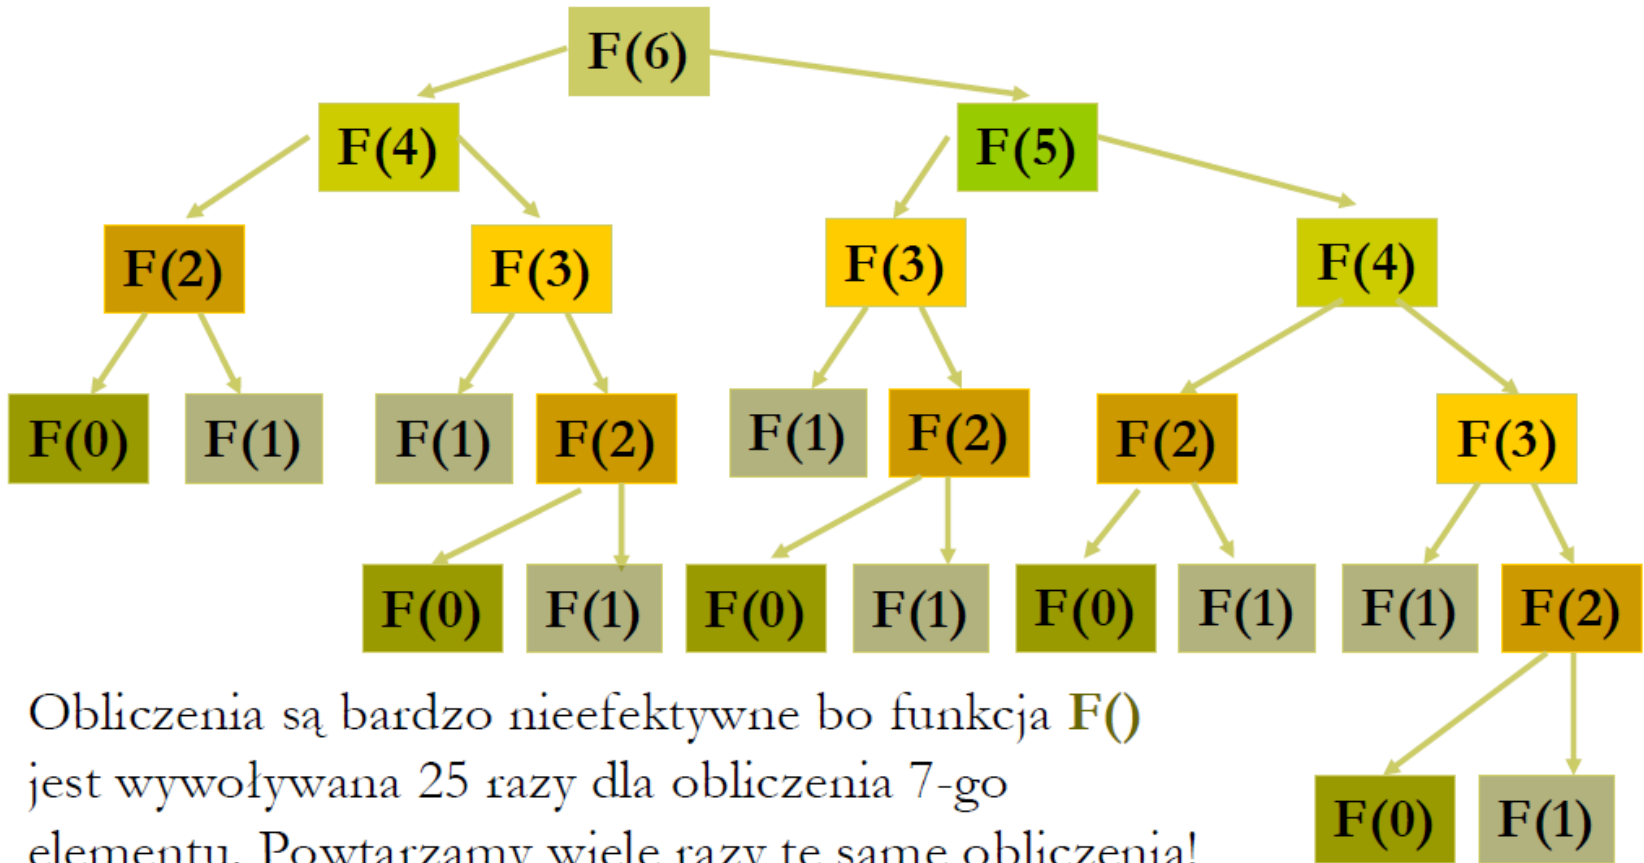 F(6)
F(4) F(5)
F(2) F(3) F(3) F(4)
F(0) F(1) F(1) F(2) F(1) F(2) F(2) F(3)
F(0) F(1) F(0) F(1) F(0) F(1) F(1) F(2)
Obliczenia są bardzo nieefektywne bo funkcja F()
jest wywoływana 25 razy dla obliczenia 7-go
elementu. Powtarzamy wiele razy te same obliczenia!
F(0) F(1)